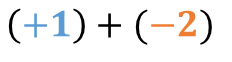 (+1) + (−2)